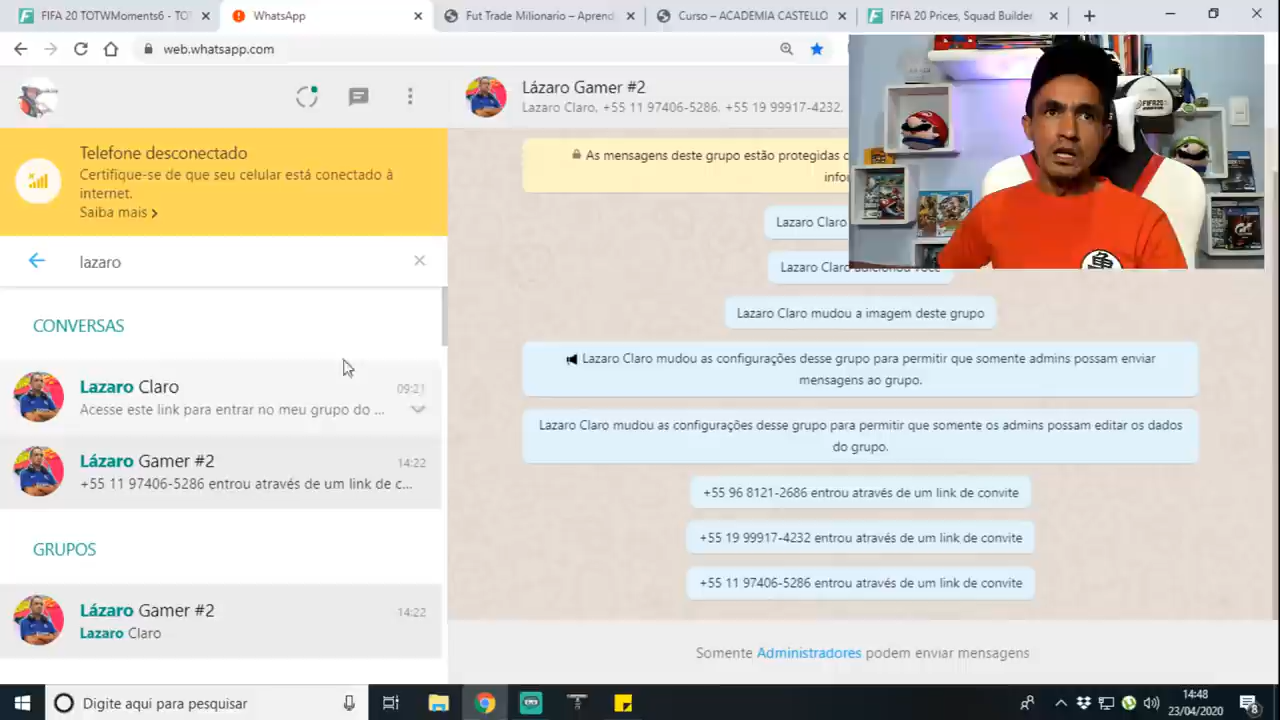 FIFA 20 TOTWMoments6 - TOT
WhatsApp
Fut Trade Milionario – Aprend
Curso – ACADEMIA CASTELLO
FIFA 20 Prices, Squad Builder
web.whatsapp.com
Lázaro Gamer #2
Lazaro Claro, +55 11 97406-5286, +55 19 99917-4232,
Telefone desconectado
Certifique-se de que seu celular está conectado à
internet.
Saiba mais
lazaro
CONVERSAS
Lazaro Claro
09:21
Acesse este link para entrar no meu grupo do ...
Lázaro Gamer #2
14:22
+55 11 97406-5286 entrou através de um link de c...
GRUPOS
Lázaro Gamer #2
14:22
Lazaro Claro
As mensagens deste grupo estão protegidas
Lazaro Claro
Lazaro Claro adicionou você
Lazaro Claro mudou a imagem deste grupo
Lazaro Claro mudou as configurações desse grupo para permitir que somente admins possam enviar
mensagens ao grupo.
Lazaro Claro mudou as configurações desse grupo para permitir que somente os admins possam editar os dados
do grupo.
+55 96 8121-2686 entrou através de um link de convite
+55 19 99917-4232 entrou através de um link de convite
+55 11 97406-5286 entrou através de um link de convite
Somente Administradores podem enviar mensagens
Digite aqui para pesquisar
14:48
23/04/2020
8